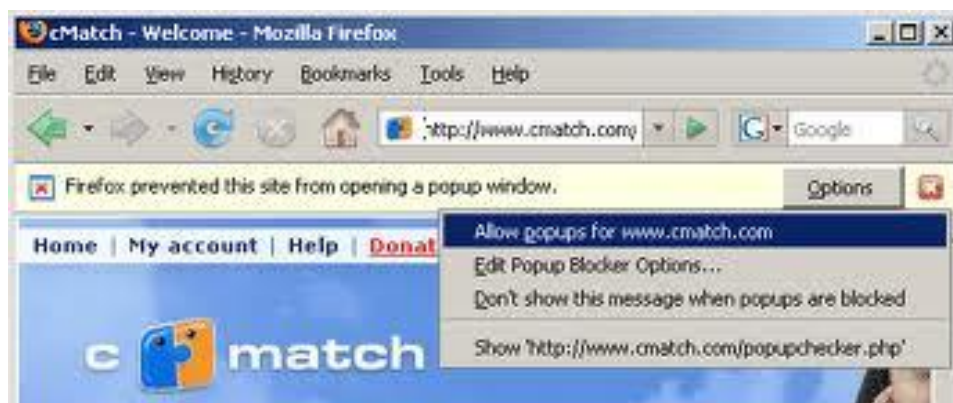 cMatch - Welcome - Mozilla Firefox
File Edit View History Bookmarks Tools Help
http://www.cmatch.com/ Google
Firefox prevented this site from opening a popup window. Options
Home | My account | Help | Donat
Allow popups for www.cmatch.com
Edit Popup Blocker Options...
Don't show this message when popups are blocked
Show 'http://www.cmatch.com/popupchecker.php'
c match